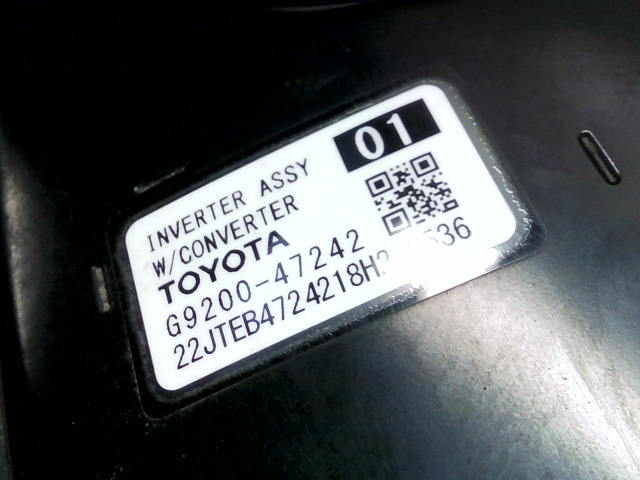 01
INVERTER ASSY
W/CONVERTER
TOYOTA
G9200-47242